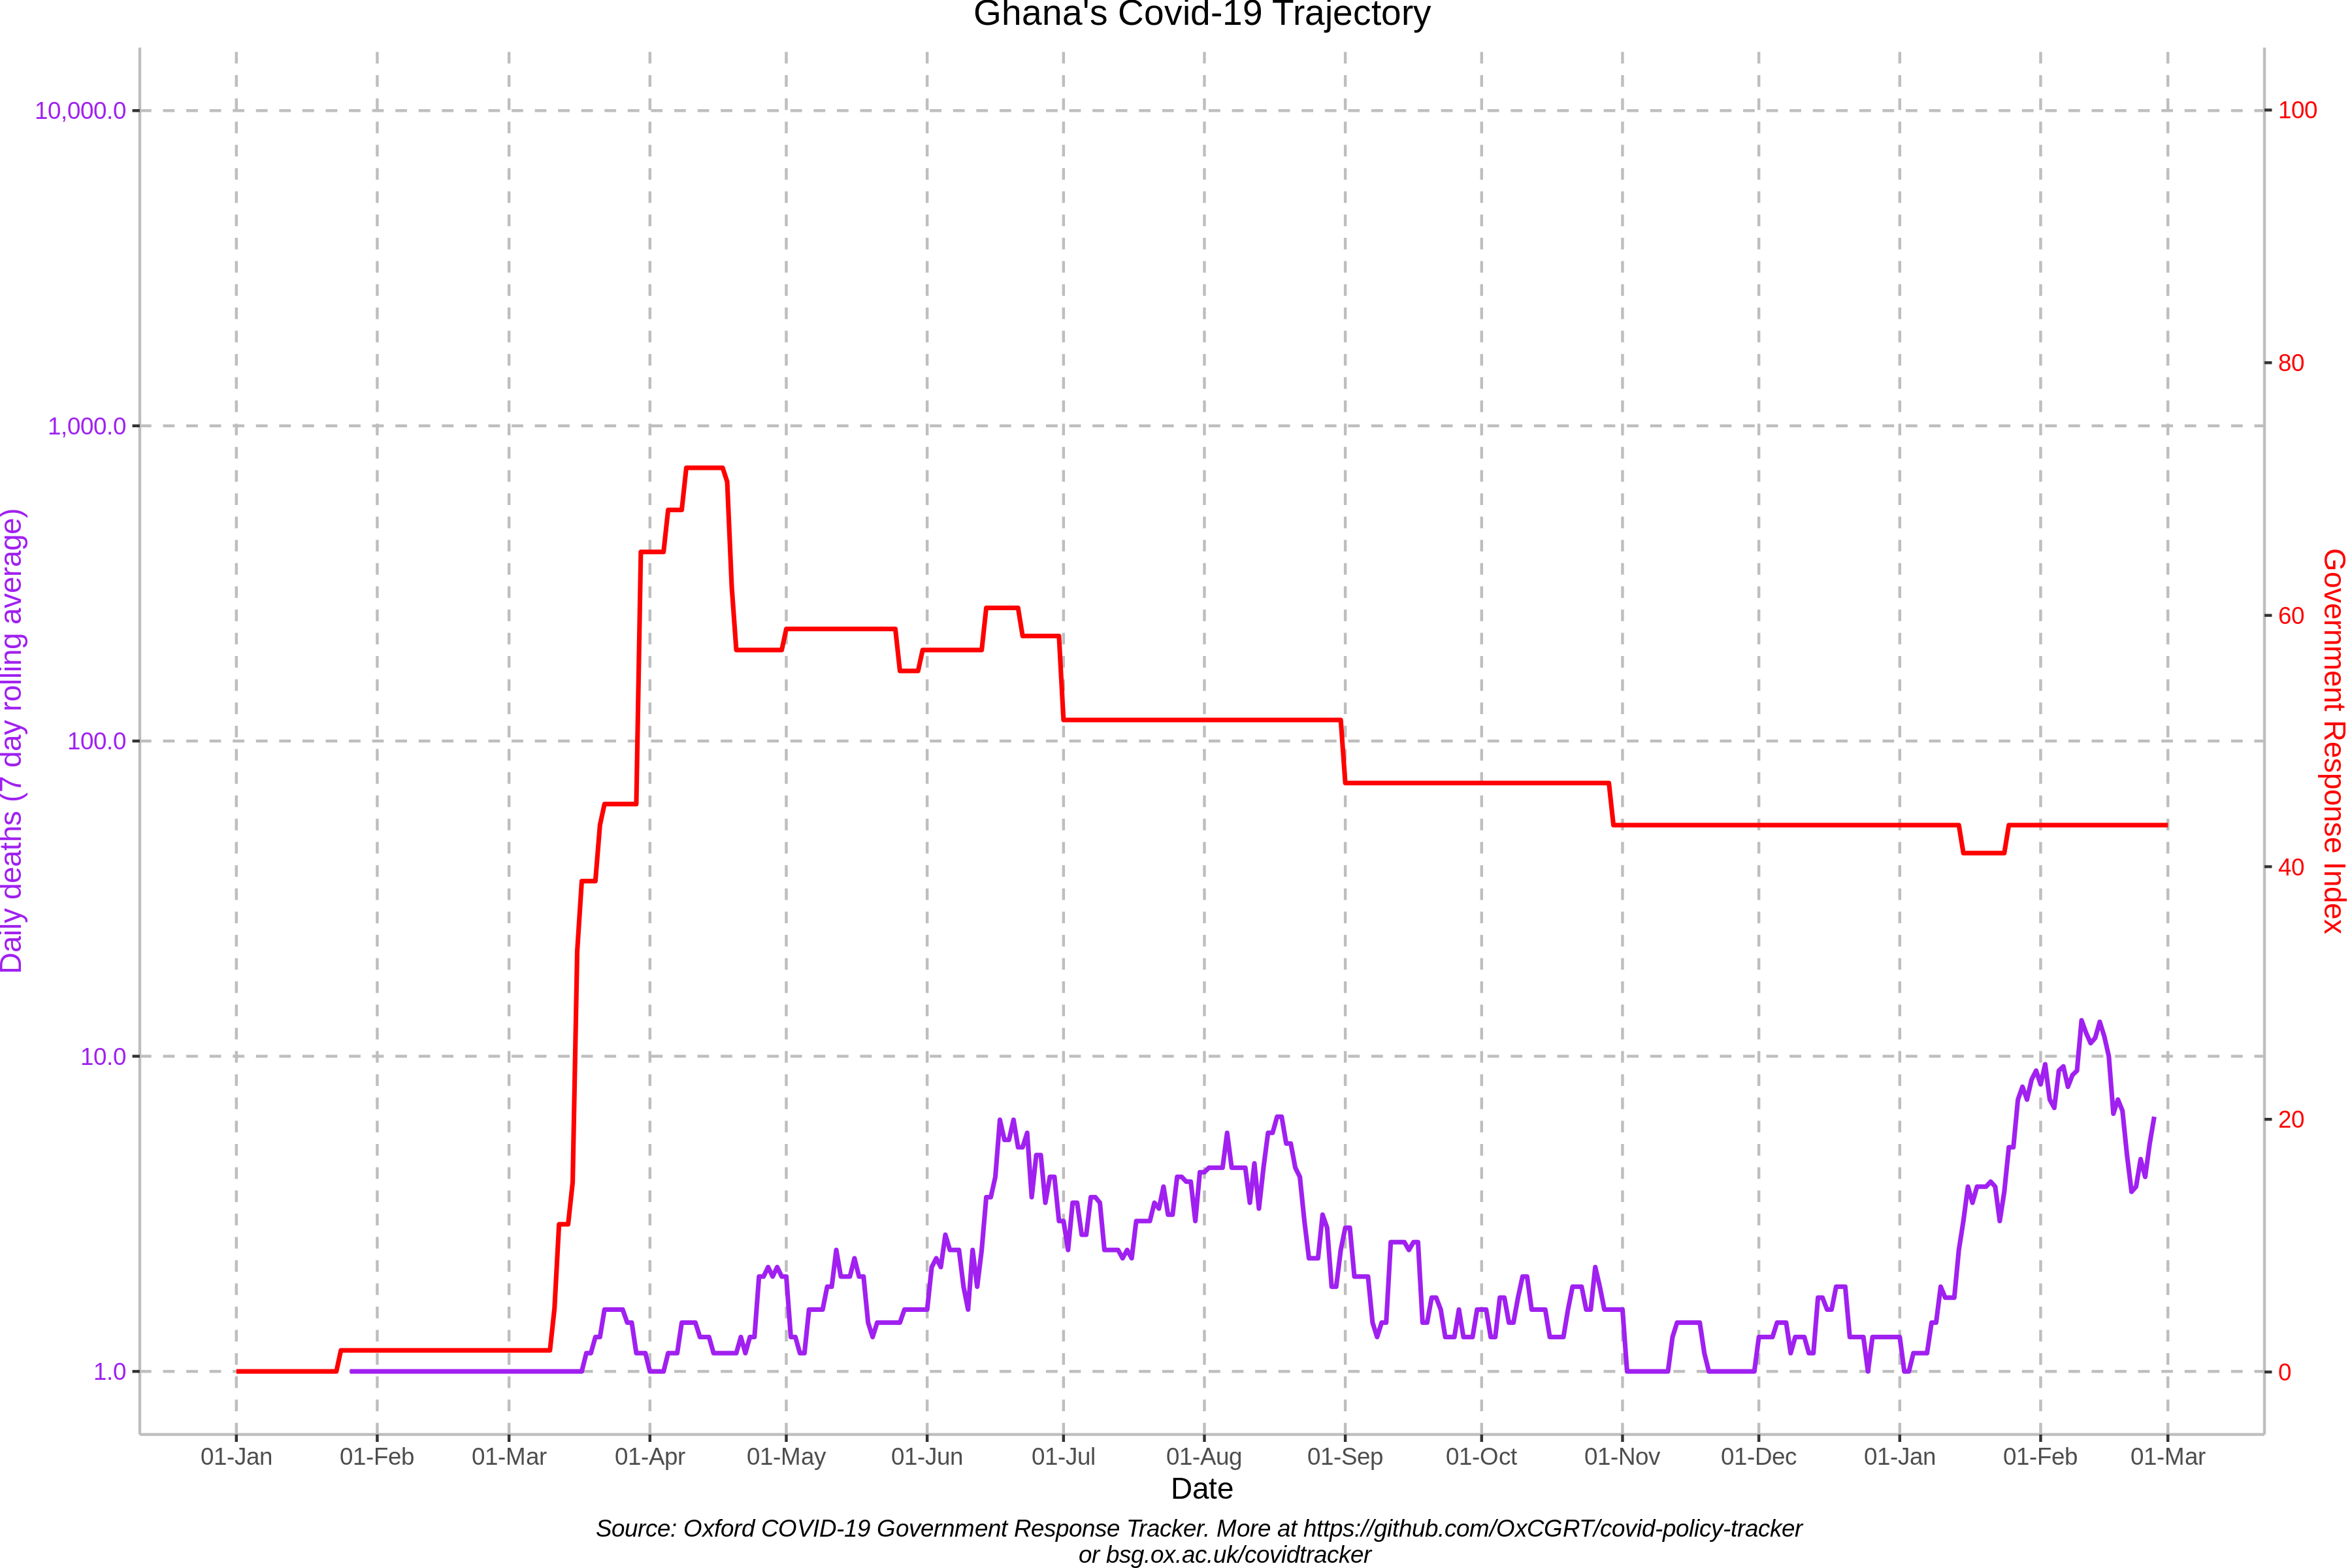 Ghana's Covid-19 Trajectory
10,000.0
1,000.0
100.0
10.0
1.0
Daily deaths (7 day rolling average)
100
80
60
40
20
0
Government Response Index
01-Jan 01-Feb 01-Mar 01-Apr 01-May 01-Jun 01-Jul 01-Aug 01-Sep 01-Oct 01-Nov 01-Dec 01-Jan 01-Feb 01-Mar
Date
Source: Oxford COVID-19 Government Response Tracker. More at https://github.com/OxCGRT/covid-policy-tracker
or bsg.ox.ac.uk/covidtracker